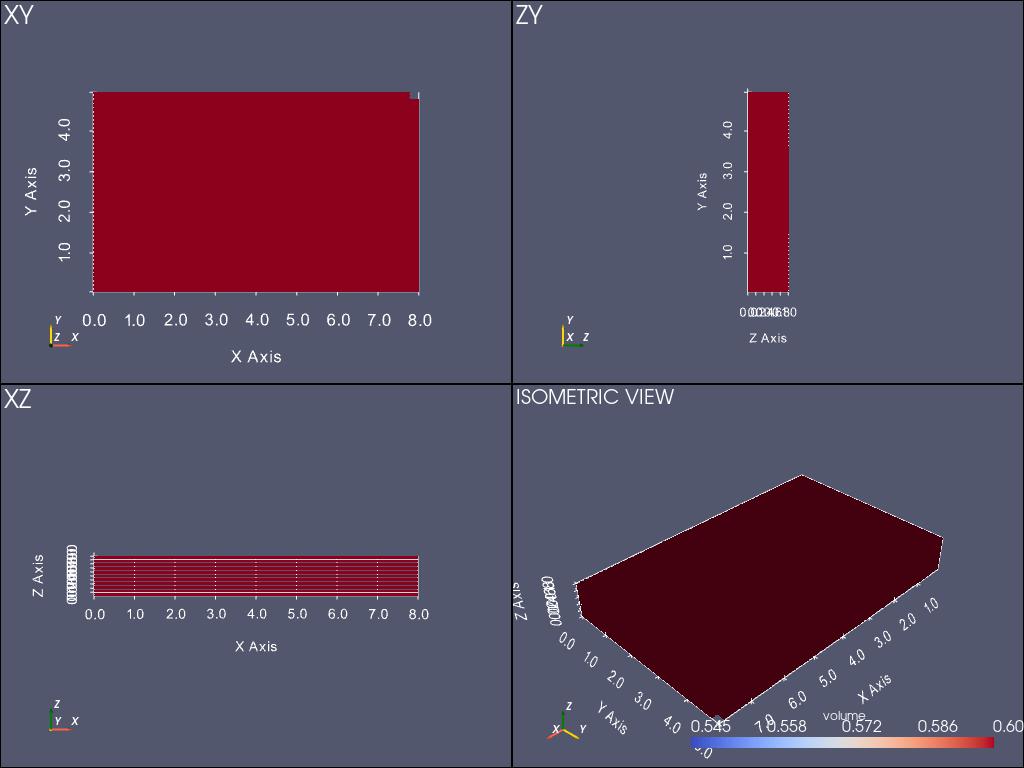 XY
Y Axis
4.0
3.0
2.0
1.0
0.0 1.0 2.0 3.0 4.0 5.0 6.0 7.0 8.0
X Axis
Y
Z X
ZY
Y Axis
4.0
3.0
2.0
1.0
Z Axis
Y
X Z
XZ
Z Axis
0.0 1.0 2.0 3.0 4.0 5.0 6.0 7.0 8.0
X Axis
Z
Y X
ISOMETRIC VIEW
Z Axis
0.0 1.0 2.0 3.0 4.0
Y Axis
1.0 2.0 3.0 4.0 5.0 6.0 7.0
X Axis
Z
X Y
volume
0.545 0.558 0.572 0.586 0.60